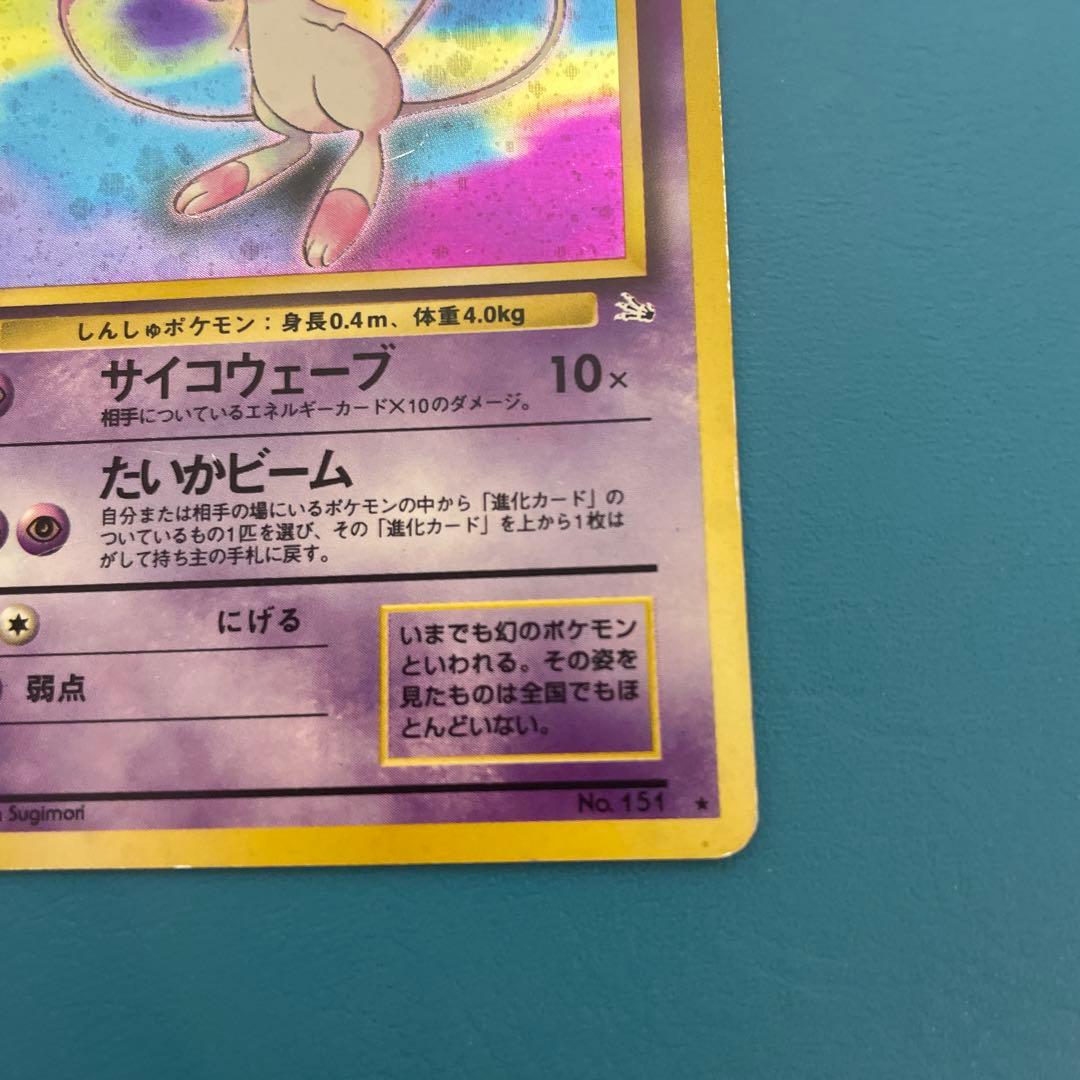 しんしゅポケモン：身長0.4m、体重4.0kg
サイコウェーブ 10×
相手についているエネルギーカード×10のダメージ。
たいかビーム
自分または相手の場にいるポケモンの中から「進化カード」の
ついているもの1匹を選び、その「進化カード」を上から1枚は
がして持ち主の手札に戻す。
にげる
弱点
いまでも幻のポケモン
といわれる。その姿を
見たものは全国でもほ
とんどいない。
Sugimori
No. 151 ★